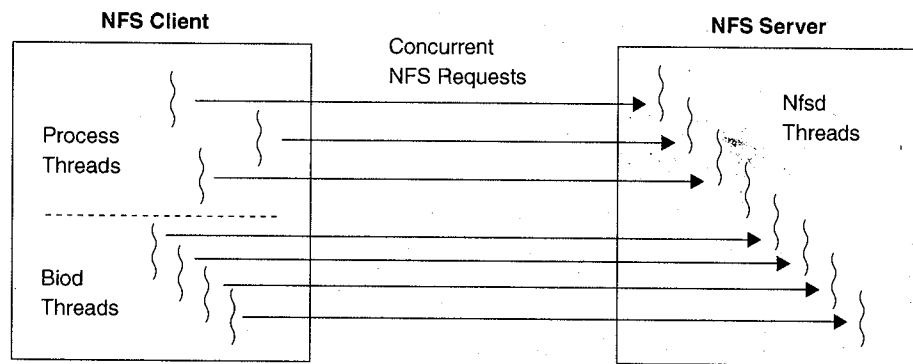 NFS Client
NFS Server
Concurrent
NFS Requests
Nfsd
Threads
Process
Threads
Biod
Threads